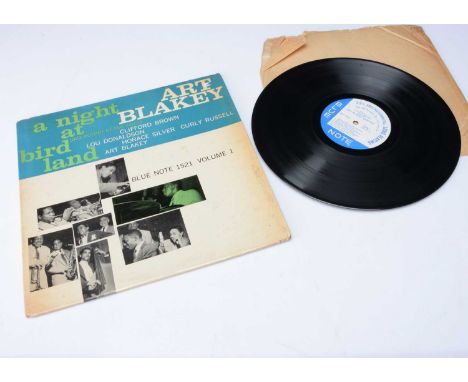 ART
BLAKEY
a night
at
bird
land
CLIFFORD BROWN
LOU DONALDSON
HORACE SILVER CURLY RUSSELL
ART BLAKEY
BLUE NOTE 1521 VOLUME 1
NOTE